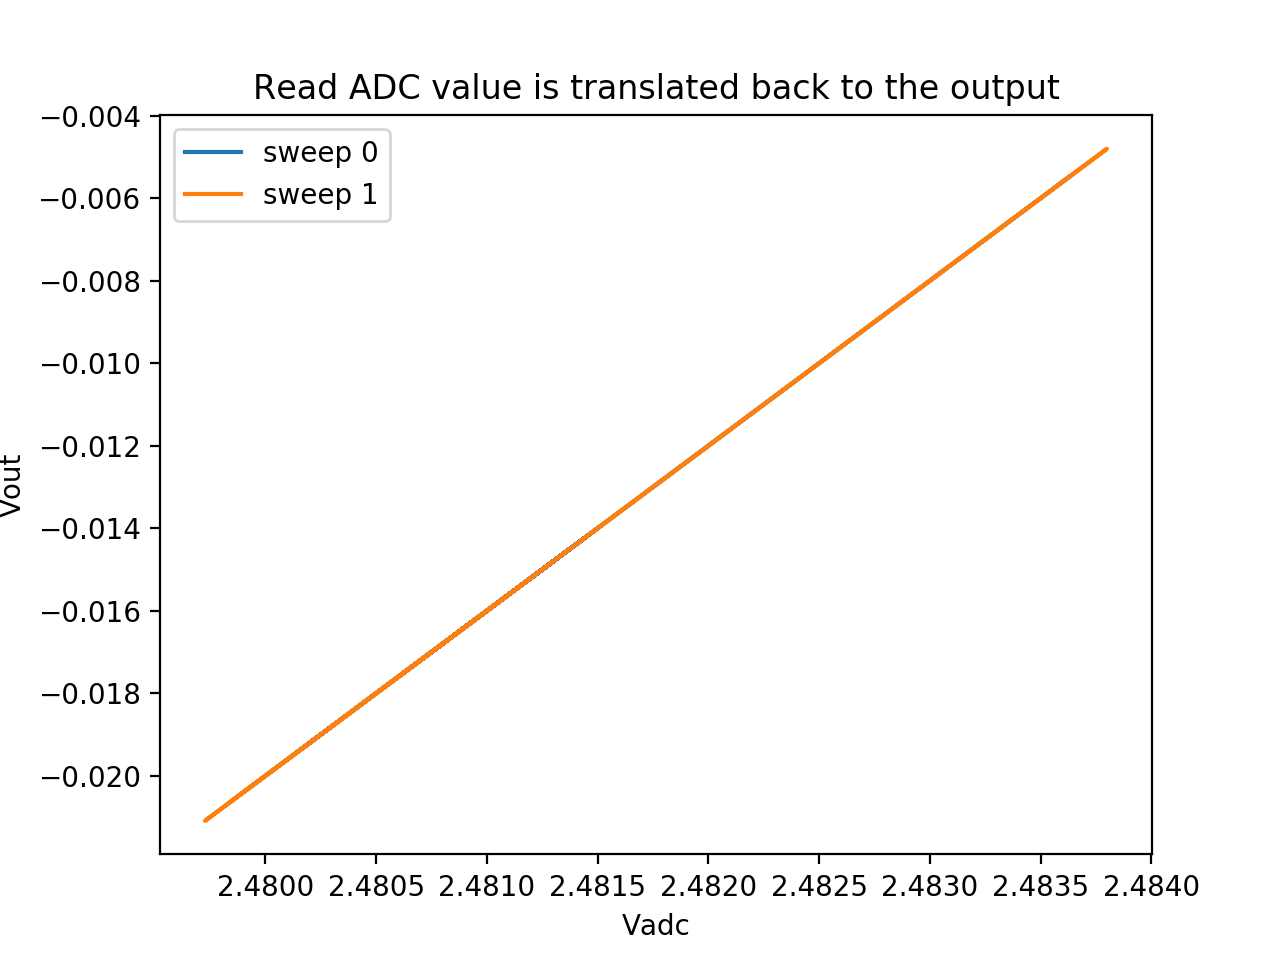 Read ADC value is translated back to the output
sweep 0
sweep 1
−0.004
−0.006
−0.008
−0.010
−0.012
−0.014
−0.016
−0.018
−0.020
Vout
2.4800 2.4805 2.4810 2.4815 2.4820 2.4825 2.4830 2.4835 2.4840
Vadc